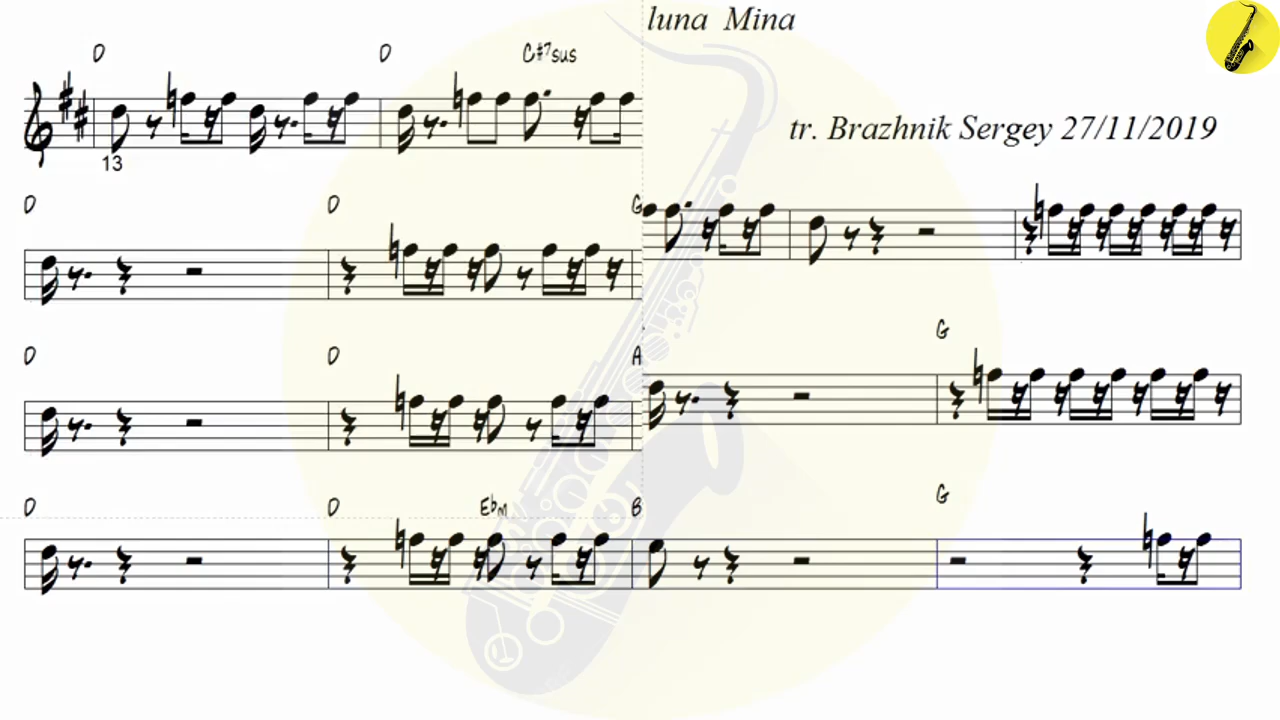 luna Mina
D D C#7sus
tr. Brazhnik Sergey 27/11/2019
13
D D G
G
D D A
G
D D Ebm B